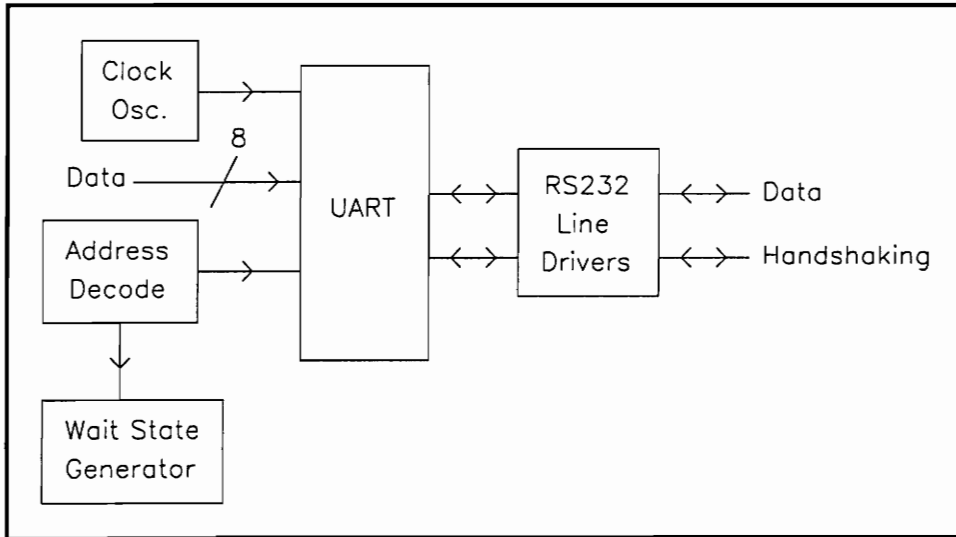 Clock
Osc.
8
Data
Address
Decode
Wait State
Generator
UART
RS232
Line
Drivers
Data
Handshaking